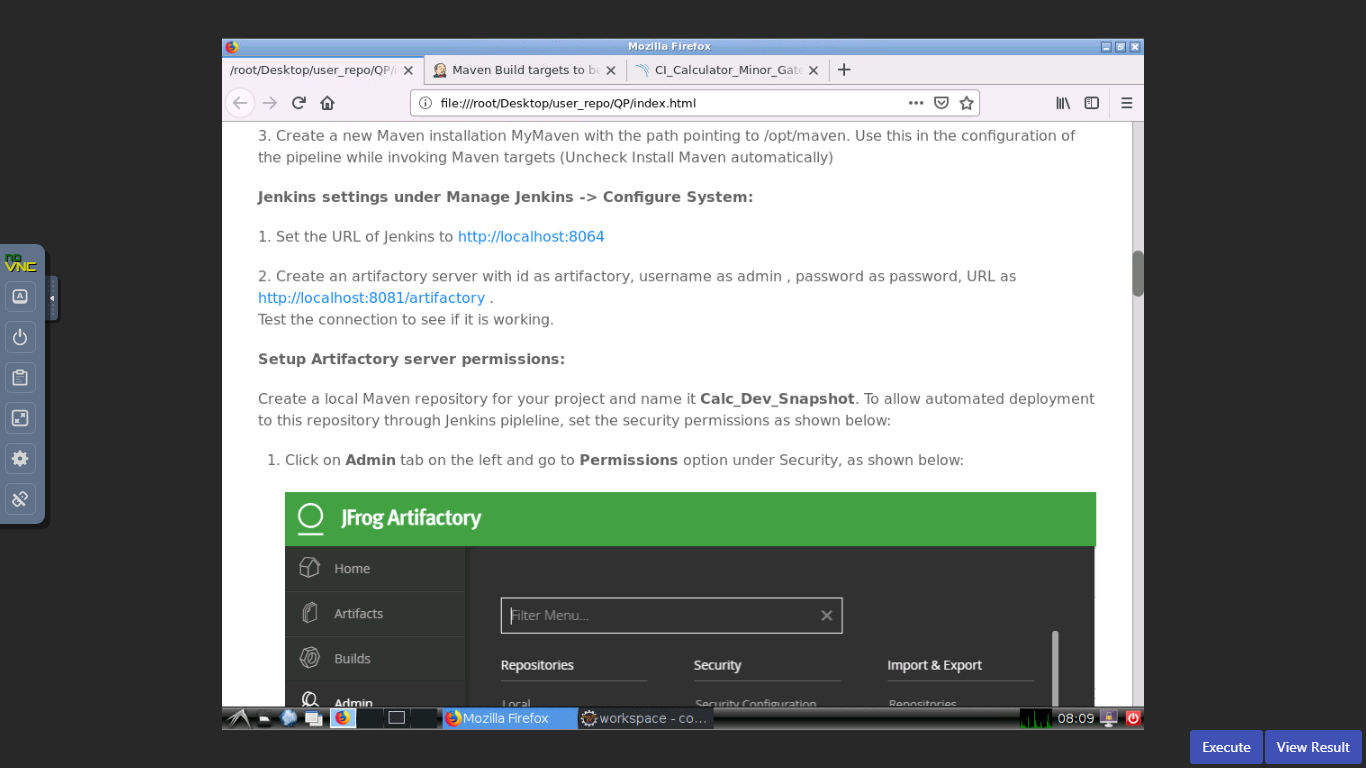 Mozilla Firefox
/root/Desktop/user_repo/QP/i
Maven Build targets to be
CI_Calculator_Minor_Gate
file:///root/Desktop/user_repo/QP/index.html
3. Create a new Maven installation MyMaven with the path pointing to /opt/maven. Use this in the configuration of
the pipeline while invoking Maven targets (Uncheck Install Maven automatically)
Jenkins settings under Manage Jenkins -> Configure System:
1. Set the URL of Jenkins to http://localhost:8064
2. Create an artifactory server with id as artifactory, username as admin , password as password, URL as
http://localhost:8081/artifactory .
Test the connection to see if it is working.
Setup Artifactory server permissions:
Create a local Maven repository for your project and name it Calc_Dev_Snapshot. To allow automated deployment
to this repository through Jenkins pipleline, set the security permissions as shown below:
1. Click on Admin tab on the left and go to Permissions option under Security, as shown below:
JFrog Artifactory
Home
Artifacts
Builds
Admin
Filter Menu...
Repositories Security Import & Export
Local Security Configuration Repositories
noVNC
A
Mozilla Firefox
workspace - co...
08:09
Execute
View Result